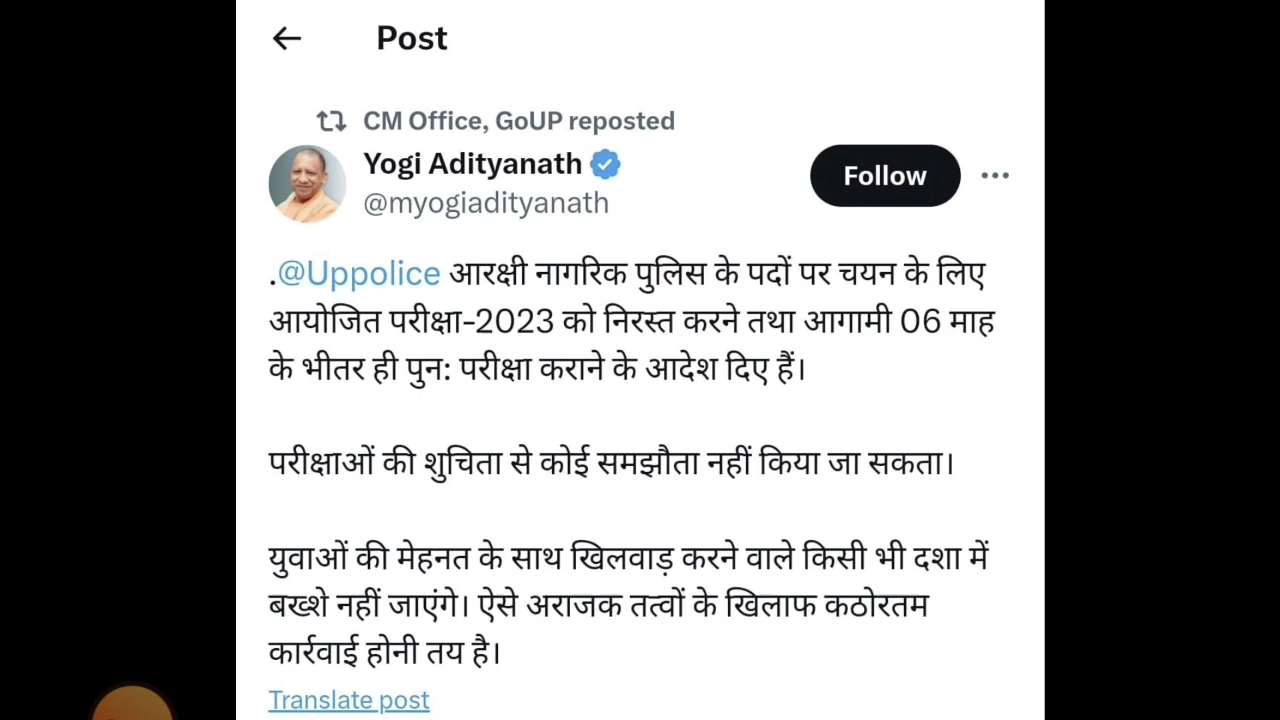 Post
CM Office, GoUP reposted
Yogi Adityanath
@myogiadityanath
Follow
.@Uppolice आरक्षी नागरिक पुलिस के पदों पर चयन के लिए
आयोजित परीक्षा-2023 को निरस्त करने तथा आगामी 06 माह
के भीतर ही पुन: परीक्षा कराने के आदेश दिए हैं।
परीक्षाओं की शुचिता से कोई समझौता नहीं किया जा सकता।
युवाओं की मेहनत के साथ खिलवाड़ करने वाले किसी भी दशा में
बख्शे नहीं जाएंगे। ऐसे अराजक तत्वों के खिलाफ कठोरतम
कार्रवाई होनी तय है।
Translate post